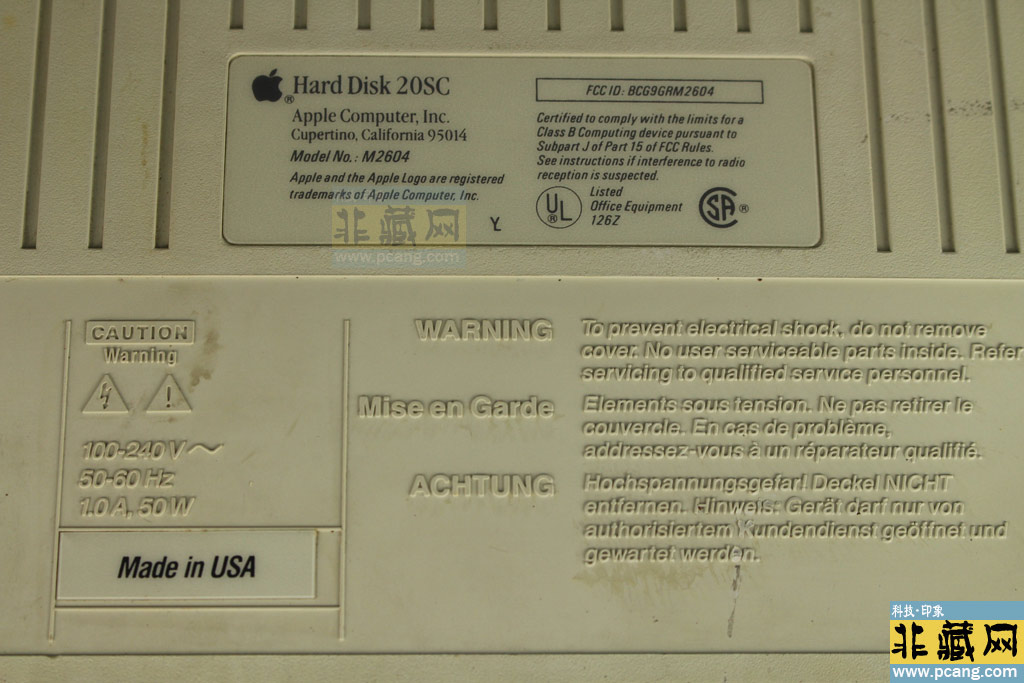 Hard Disk 20SC
Apple Computer, Inc.
Cupertino, California 95014
Model No.: M2604
Apple and the Apple Logo are registered
trademarks of Apple Computer, Inc.
Y
FCC ID: BCG9GRM2604
Certified to comply with the limits for a
Class B Computing device pursuant to
Subpart J of Part 15 of FCC Rules.
See instructions if interference to radio
reception is suspected.
UL
®
Listed
Office Equipment
126Z
SA ®
非藏网
www.pcang.com
CAUTION
Warning
100-240V ~
50-60 Hz
1.0 A, 50W
Made in USA
WARNING
To prevent electrical shock, do not remove
cover. No user serviceable parts inside. Refer
servicing to qualified service personnel.
Mise en Garde
Elements sous tension. Ne pas retirer le
couvercle. En cas de problème,
addressez-vous à un réparateur qualifié.
ACHTUNG
Hochspannungsgefar! Deckel NICHT
entfernen. Hinweis: Gerät darf nur von
authorisiertem Kundendienst geöffnet und
gewartet werden.
科技·印象
非藏网
www.pcang.com